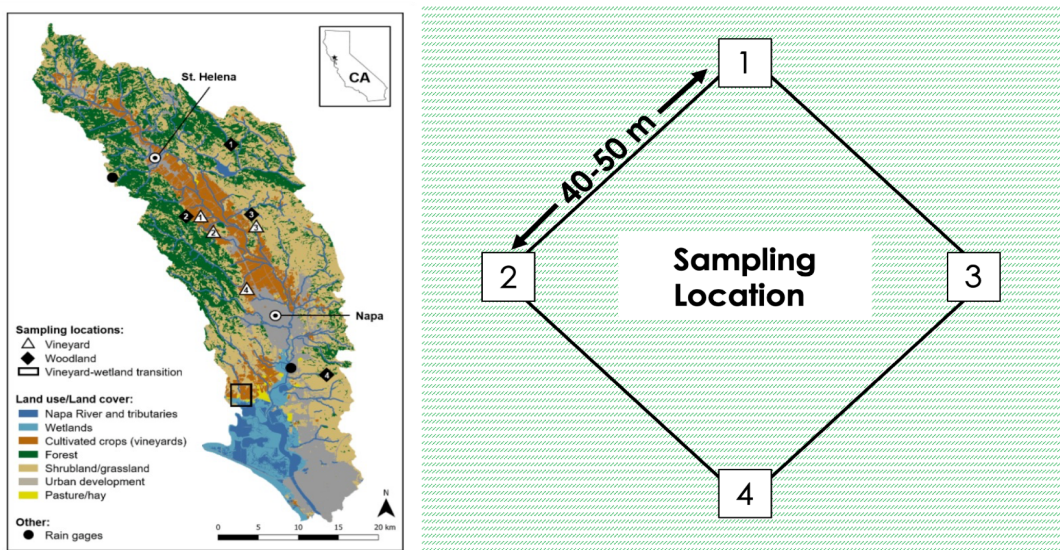 CA
St. Helena
1
2
1
3
3
2
4
Napa
4
Sampling locations:
Vineyard
Woodland
Vineyard-wetland transition
Land use/Land cover:
Napa River and tributaries
Wetlands
Cultivated crops (vineyards)
Forest
Shrubland/grassland
Urban development
Pasture/hay
Other:
Rain gages
N
0 5 10 15 20 km
1
40-50 m
2
Sampling
Location
3
4